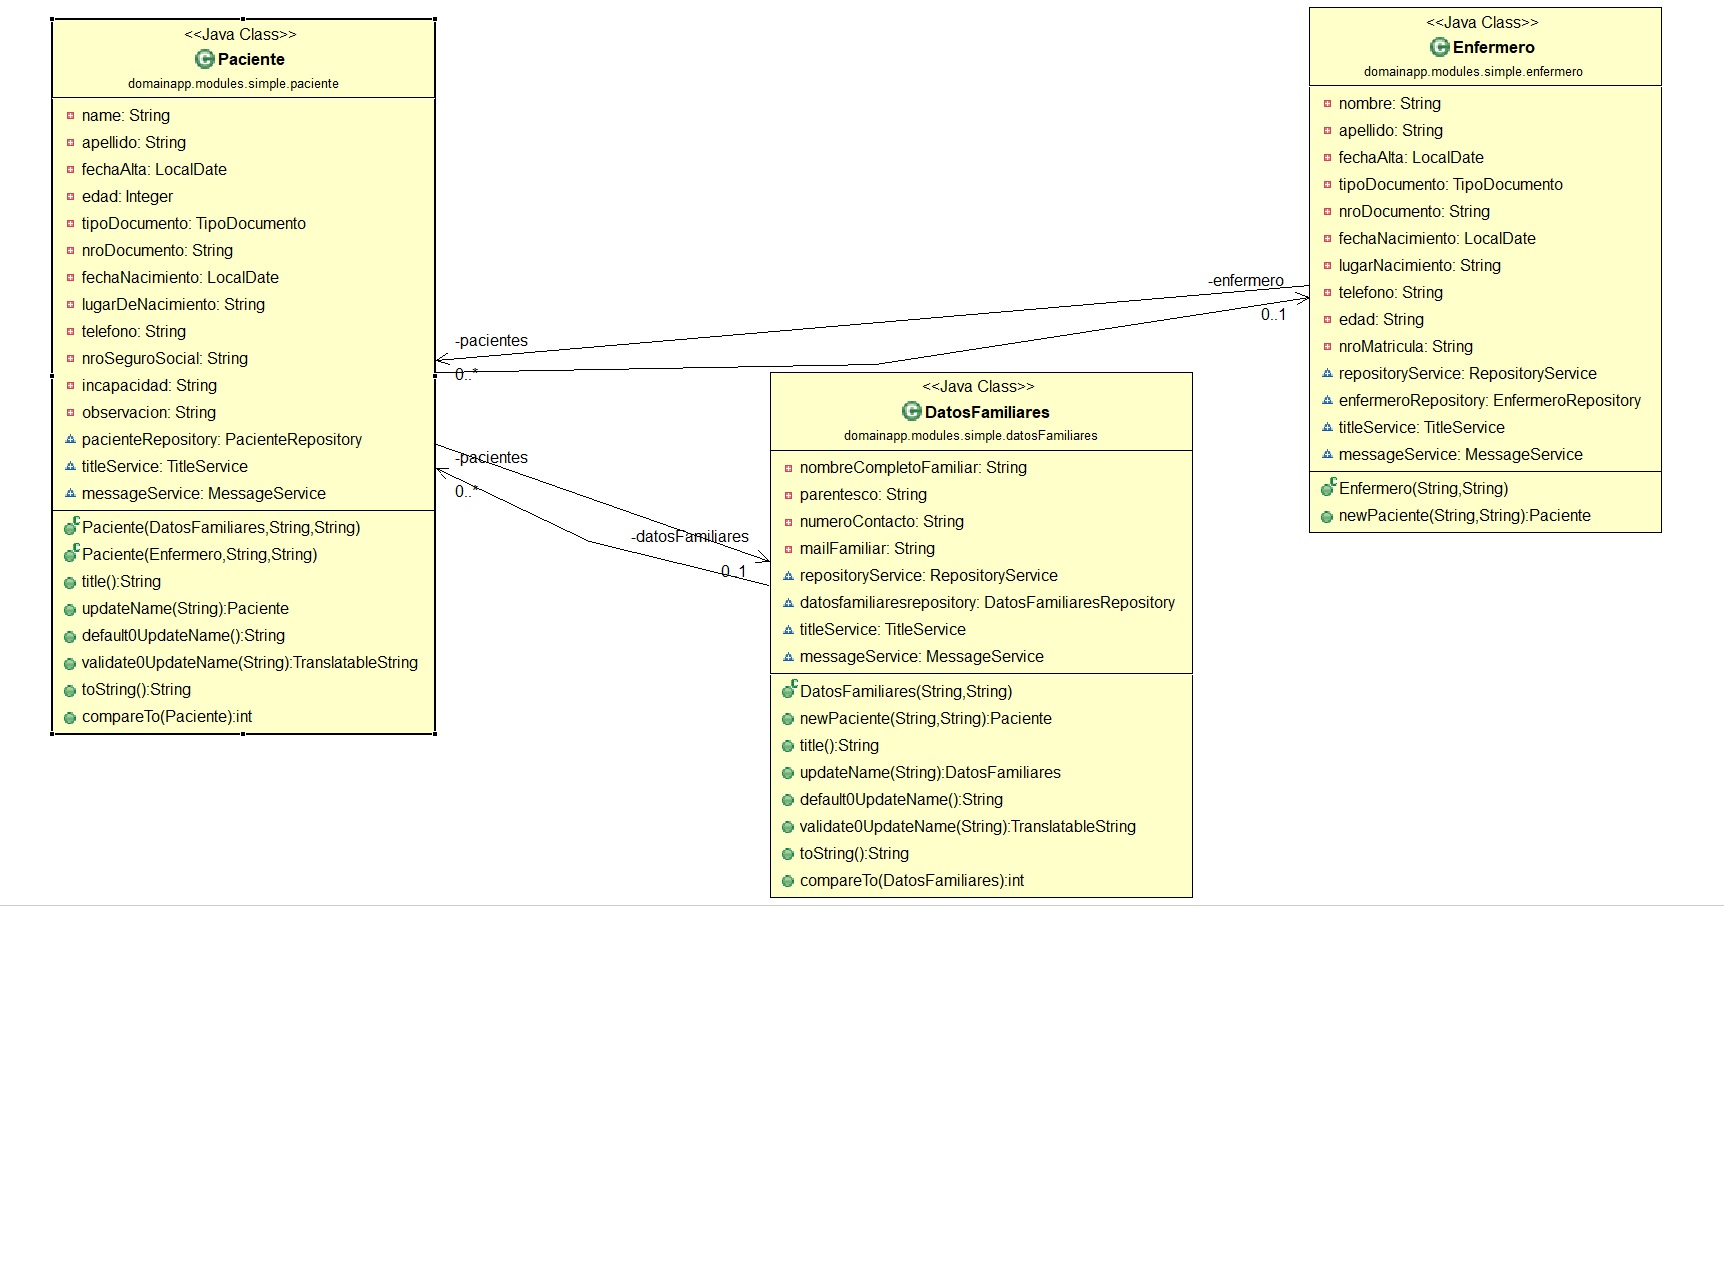 <<Java Class>>
Paciente
domainapp.modules.simple.paciente
name: String
apellido: String
fechaAlta: LocalDate
edad: Integer
tipoDocumento: TipoDocumento
nroDocumento: String
fechaNacimiento: LocalDate
lugarDeNacimiento: String
telefono: String
nroSeguroSocial: String
incapacidad: String
observacion: String
pacienteRepository: PacienteRepository
titleService: TitleService
messageService: MessageService
Paciente(DatosFamiliares,String,String)
Paciente(Enfermero,String,String)
title():String
updateName(String):Paciente
default0UpdateName():String
validate0UpdateName(String):TranslatableString
toString():String
compareTo(Paciente):int
-pacientes
0..*
-enfermero
0..1
-pacientes
0..*
-datosFamiliares
0..1
<<Java Class>>
DatosFamiliares
domainapp.modules.simple.datosFamiliares
nombreCompletoFamiliar: String
parentesco: String
numeroContacto: String
mailFamiliar: String
repositoryService: RepositoryService
datosfamiliaresrepository: DatosFamiliaresRepository
titleService: TitleService
messageService: MessageService
DatosFamiliares(String,String)
newPaciente(String,String):Paciente
title():String
updateName(String):DatosFamiliares
default0UpdateName():String
validate0UpdateName(String):TranslatableString
toString():String
compareTo(DatosFamiliares):int
<<Java Class>>
Enfermero
domainapp.modules.simple.enfermero
nombre: String
apellido: String
fechaAlta: LocalDate
tipoDocumento: TipoDocumento
nroDocumento: String
fechaNacimiento: LocalDate
lugarNacimiento: String
telefono: String
edad: String
nroMatricula: String
repositoryService: RepositoryService
enfermeroRepository: EnfermeroRepository
titleService: TitleService
messageService: MessageService
Enfermero(String,String)
newPaciente(String,String):Paciente